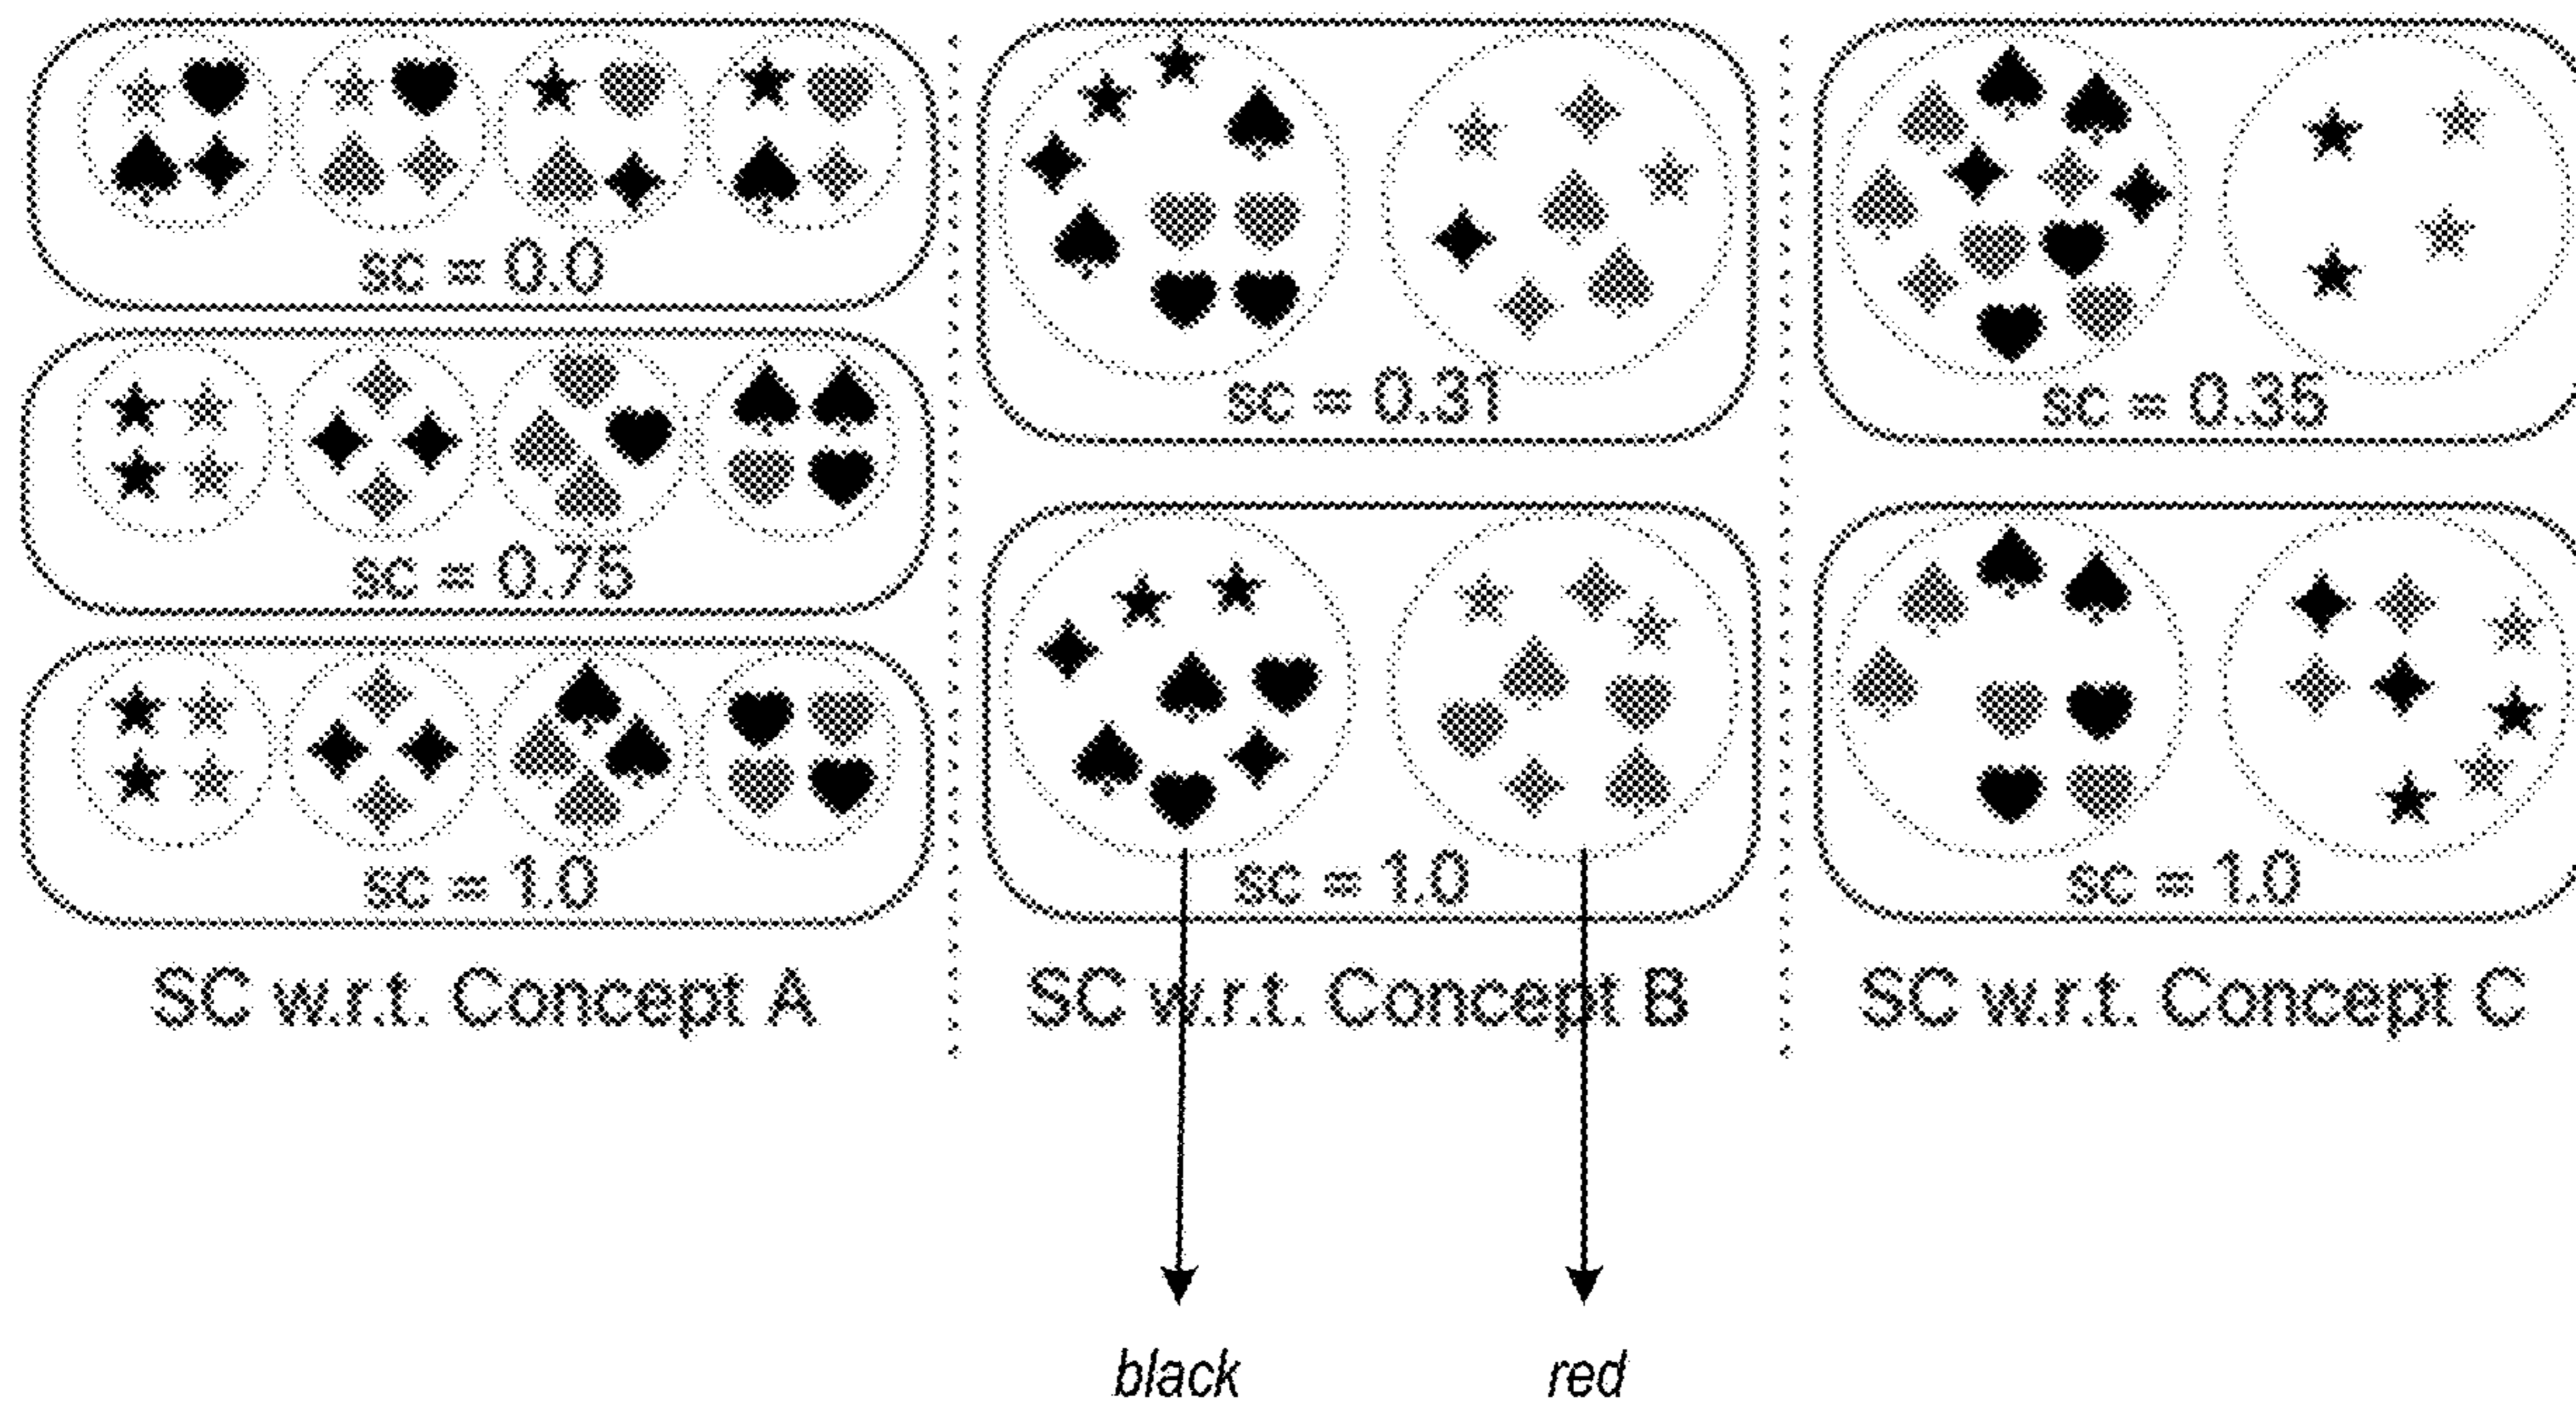 sc = 0.0
sc = 0.75
sc = 1.0
SC w.r.t. Concept A
sc = 0.31
sc = 1.0
SC w.r.t. Concept B
black
red
sc = 0.35
sc = 1.0
SC w.r.t. Concept C